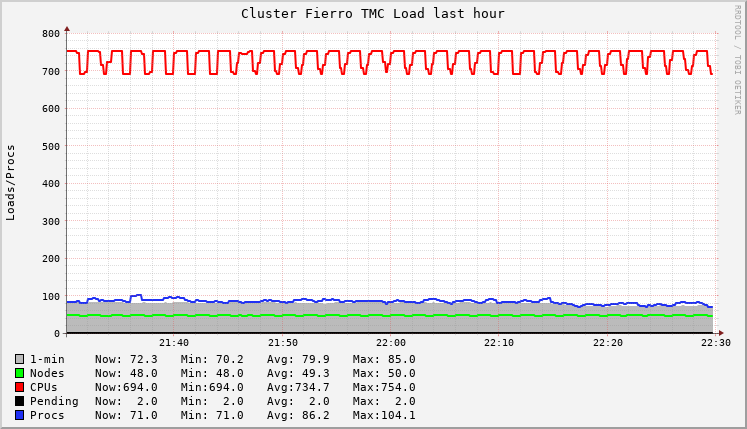 Cluster Fierro TMC Load last hour
RRDTOOL / TOBI OETIKER
Loads/Procs
800
700
600
500
400
300
200
100
0
21:40 21:50 22:00 22:10 22:20 22:30
1-min Now: 72.3 Min: 70.2 Avg: 79.9 Max: 85.0
Nodes Now: 48.0 Min: 48.0 Avg: 49.3 Max: 50.0
CPUs Now:694.0 Min:694.0 Avg:734.7 Max:754.0
Pending Now: 2.0 Min: 2.0 Avg: 2.0 Max: 2.0
Procs Now: 71.0 Min: 71.0 Avg: 86.2 Max:104.1